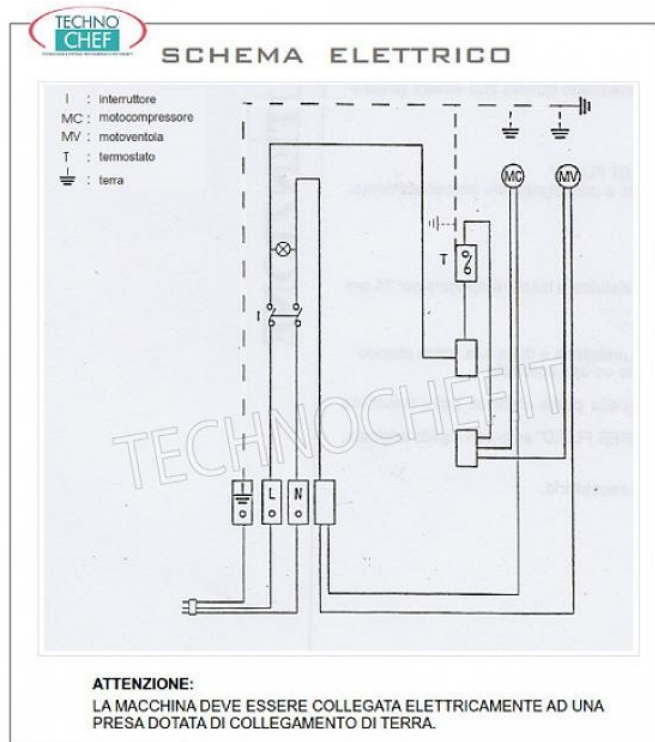 TECHNO
CHEF
SCHEMA ELETTRICO
I : interruttore
MC : motocompressore
MV : motoventola
T : termostato
: terra
MC
MV
T
I
TECHNOCHEF.IT
L
N
ATTENZIONE:
LA MACCHINA DEVE ESSERE COLLEGATA ELETTRICAMENTE AD UNA
PRESA DOTATA DI COLLEGAMENTO DI TERRA.